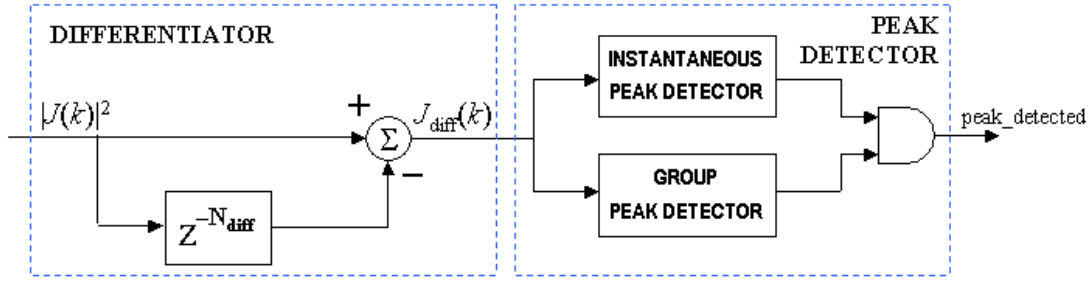 DIFFERENTIATOR
PEAK
DETECTOR
INSTANTANEOUS
PEAK DETECTOR
|J(k)|²
+
Σ
−
J_diff(k)
peak_detected
GROUP
PEAK DETECTOR
Z^−N_diff